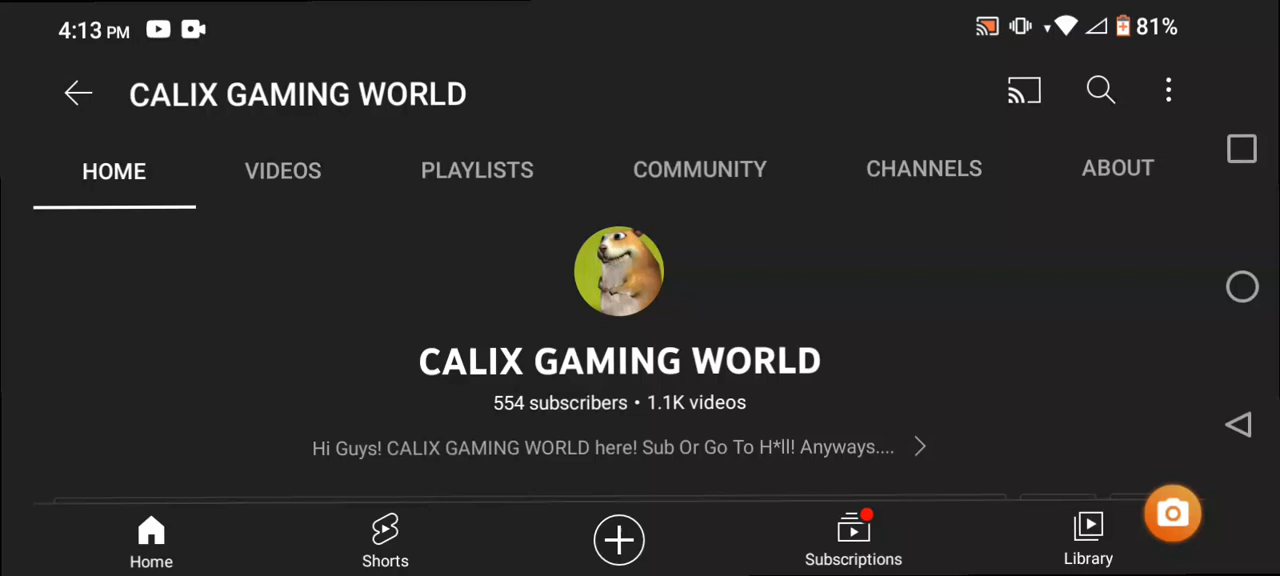 4:13 PM 81%
CALIX GAMING WORLD
HOME VIDEOS PLAYLISTS COMMUNITY CHANNELS ABOUT
CALIX GAMING WORLD
554 subscribers • 1.1K videos
Hi Guys! CALIX GAMING WORLD here! Sub Or Go To H*ll! Anyways....
Home Shorts Subscriptions Library